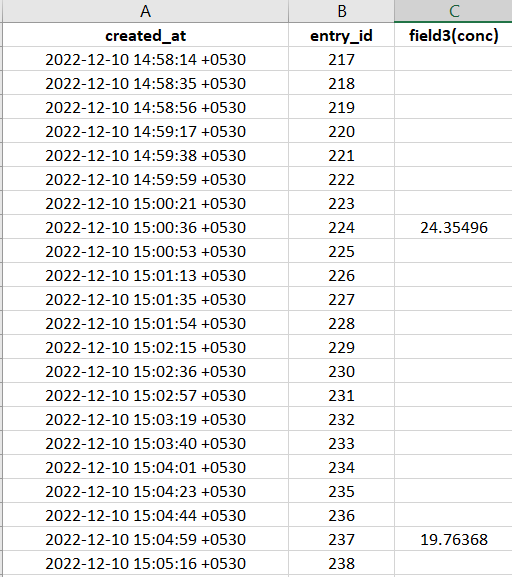 A B C
created_at entry_id field3(conc)
2022-12-10 14:58:14 +0530 217
2022-12-10 14:58:35 +0530 218
2022-12-10 14:58:56 +0530 219
2022-12-10 14:59:17 +0530 220
2022-12-10 14:59:38 +0530 221
2022-12-10 14:59:59 +0530 222
2022-12-10 15:00:21 +0530 223
2022-12-10 15:00:36 +0530 224 24.35496
2022-12-10 15:00:53 +0530 225
2022-12-10 15:01:13 +0530 226
2022-12-10 15:01:35 +0530 227
2022-12-10 15:01:54 +0530 228
2022-12-10 15:02:15 +0530 229
2022-12-10 15:02:36 +0530 230
2022-12-10 15:02:57 +0530 231
2022-12-10 15:03:19 +0530 232
2022-12-10 15:03:40 +0530 233
2022-12-10 15:04:01 +0530 234
2022-12-10 15:04:23 +0530 235
2022-12-10 15:04:44 +0530 236
2022-12-10 15:04:59 +0530 237 19.76368
2022-12-10 15:05:16 +0530 238